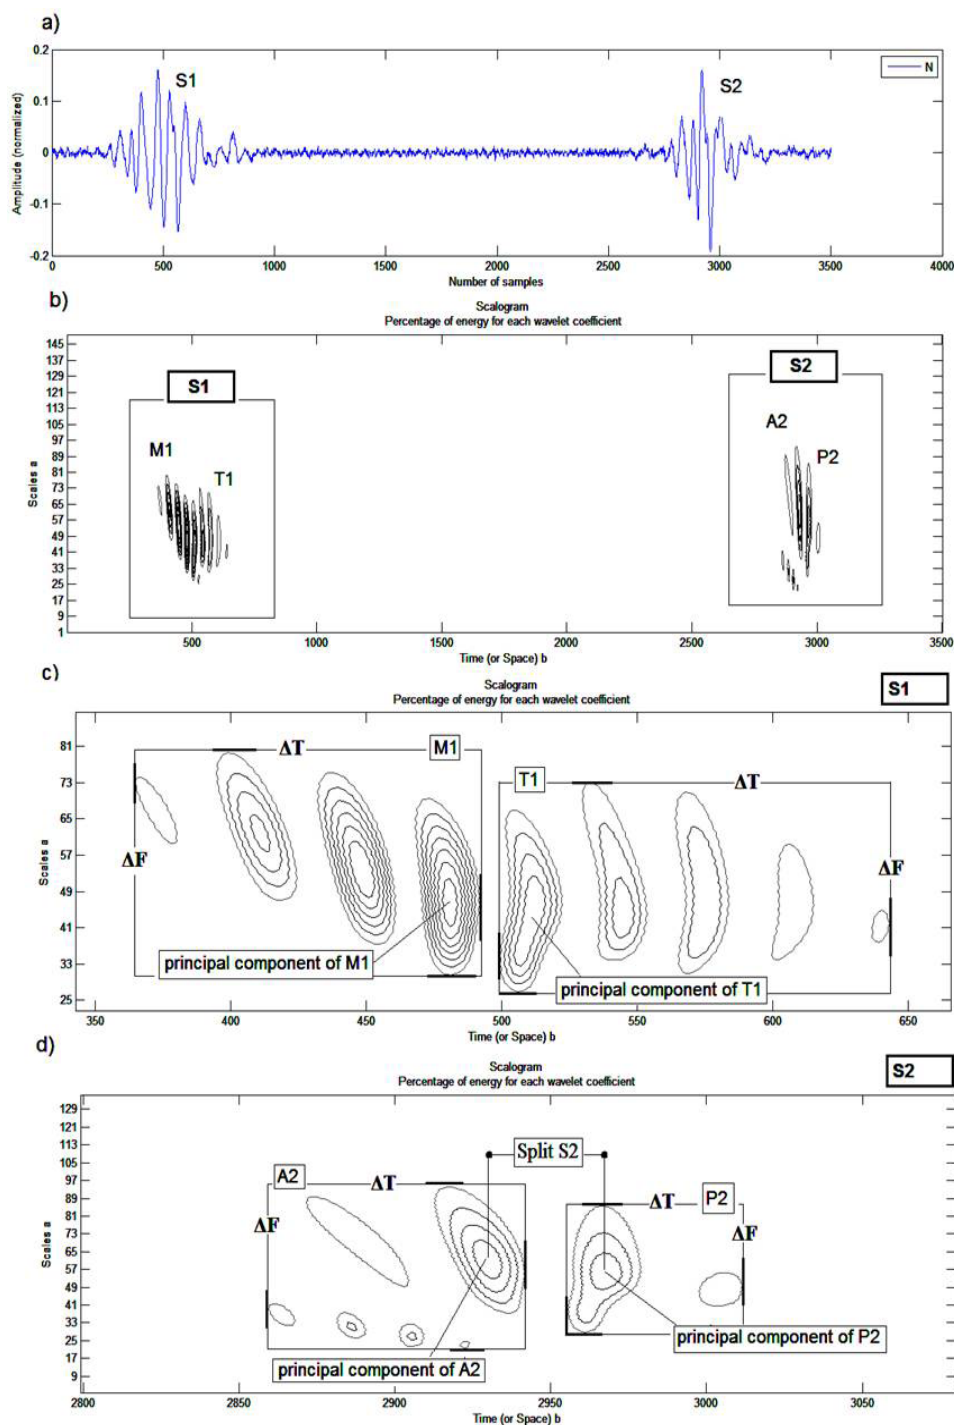 a)
0.2
0.1
0
-0.1
-0.2
Amplitude (normalized)
S1
S2
N
0 500 1000 1500 2000 2500 3000 3500 4000
Number of samples
b)
Scalogram
Percentage of energy for each wavelet coefficient
145
137
129
121
113
105
97
89
81
73
65
57
49
41
33
25
17
9
1
Scales a
S1
M1
T1
S2
A2
P2
500 1000 1500 2000 2500 3000 3500
Time (or Space) b
c)
Scalogram
Percentage of energy for each wavelet coefficient
S1
81
73
65
57
49
41
33
25
Scales a
ΔT
M1
ΔF
principal component of M1
T1
ΔT
ΔF
principal component of T1
350 400 450 500 550 600 650
Time (or Space) b
d)
Scalogram
Percentage of energy for each wavelet coefficient
S2
129
121
113
105
97
89
81
73
65
57
49
41
33
25
17
9
Scales a
Split S2
A2
ΔT
ΔF
principal component of A2
ΔT
P2
ΔF
principal component of P2
2800 2850 2900 2950 3000 3050
Time (or Space) b